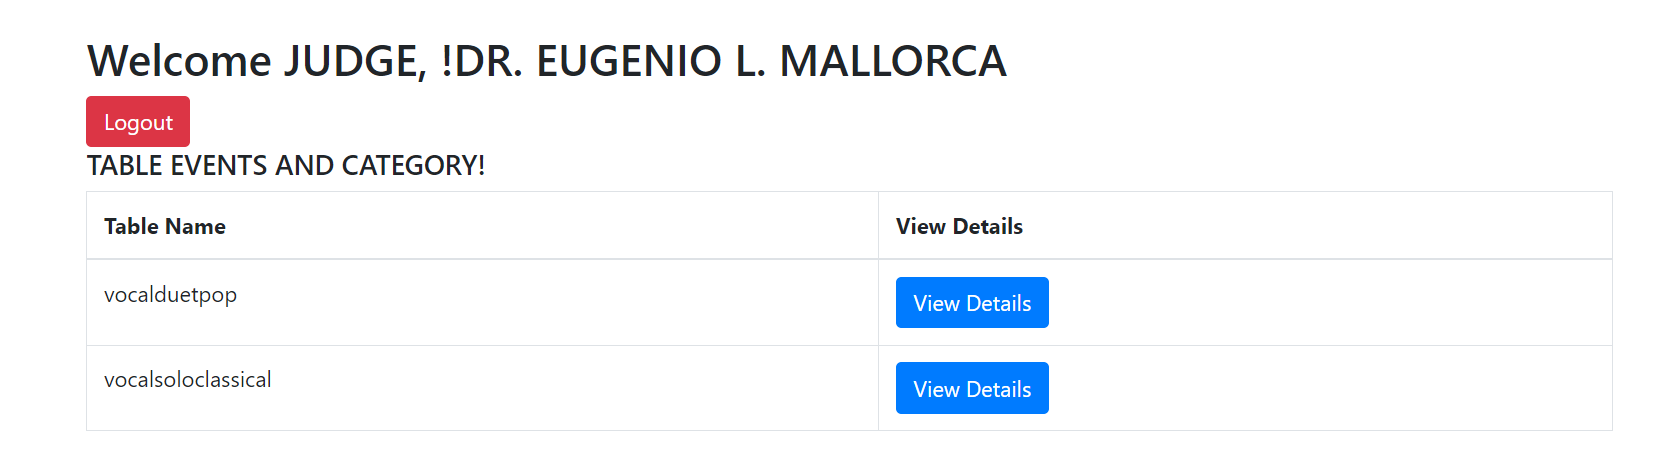 Welcome JUDGE, !DR. EUGENIO L. MALLORCA
Logout
TABLE EVENTS AND CATEGORY!
Table Name View Details
vocalduetpop View Details
vocalsoloclassical View Details